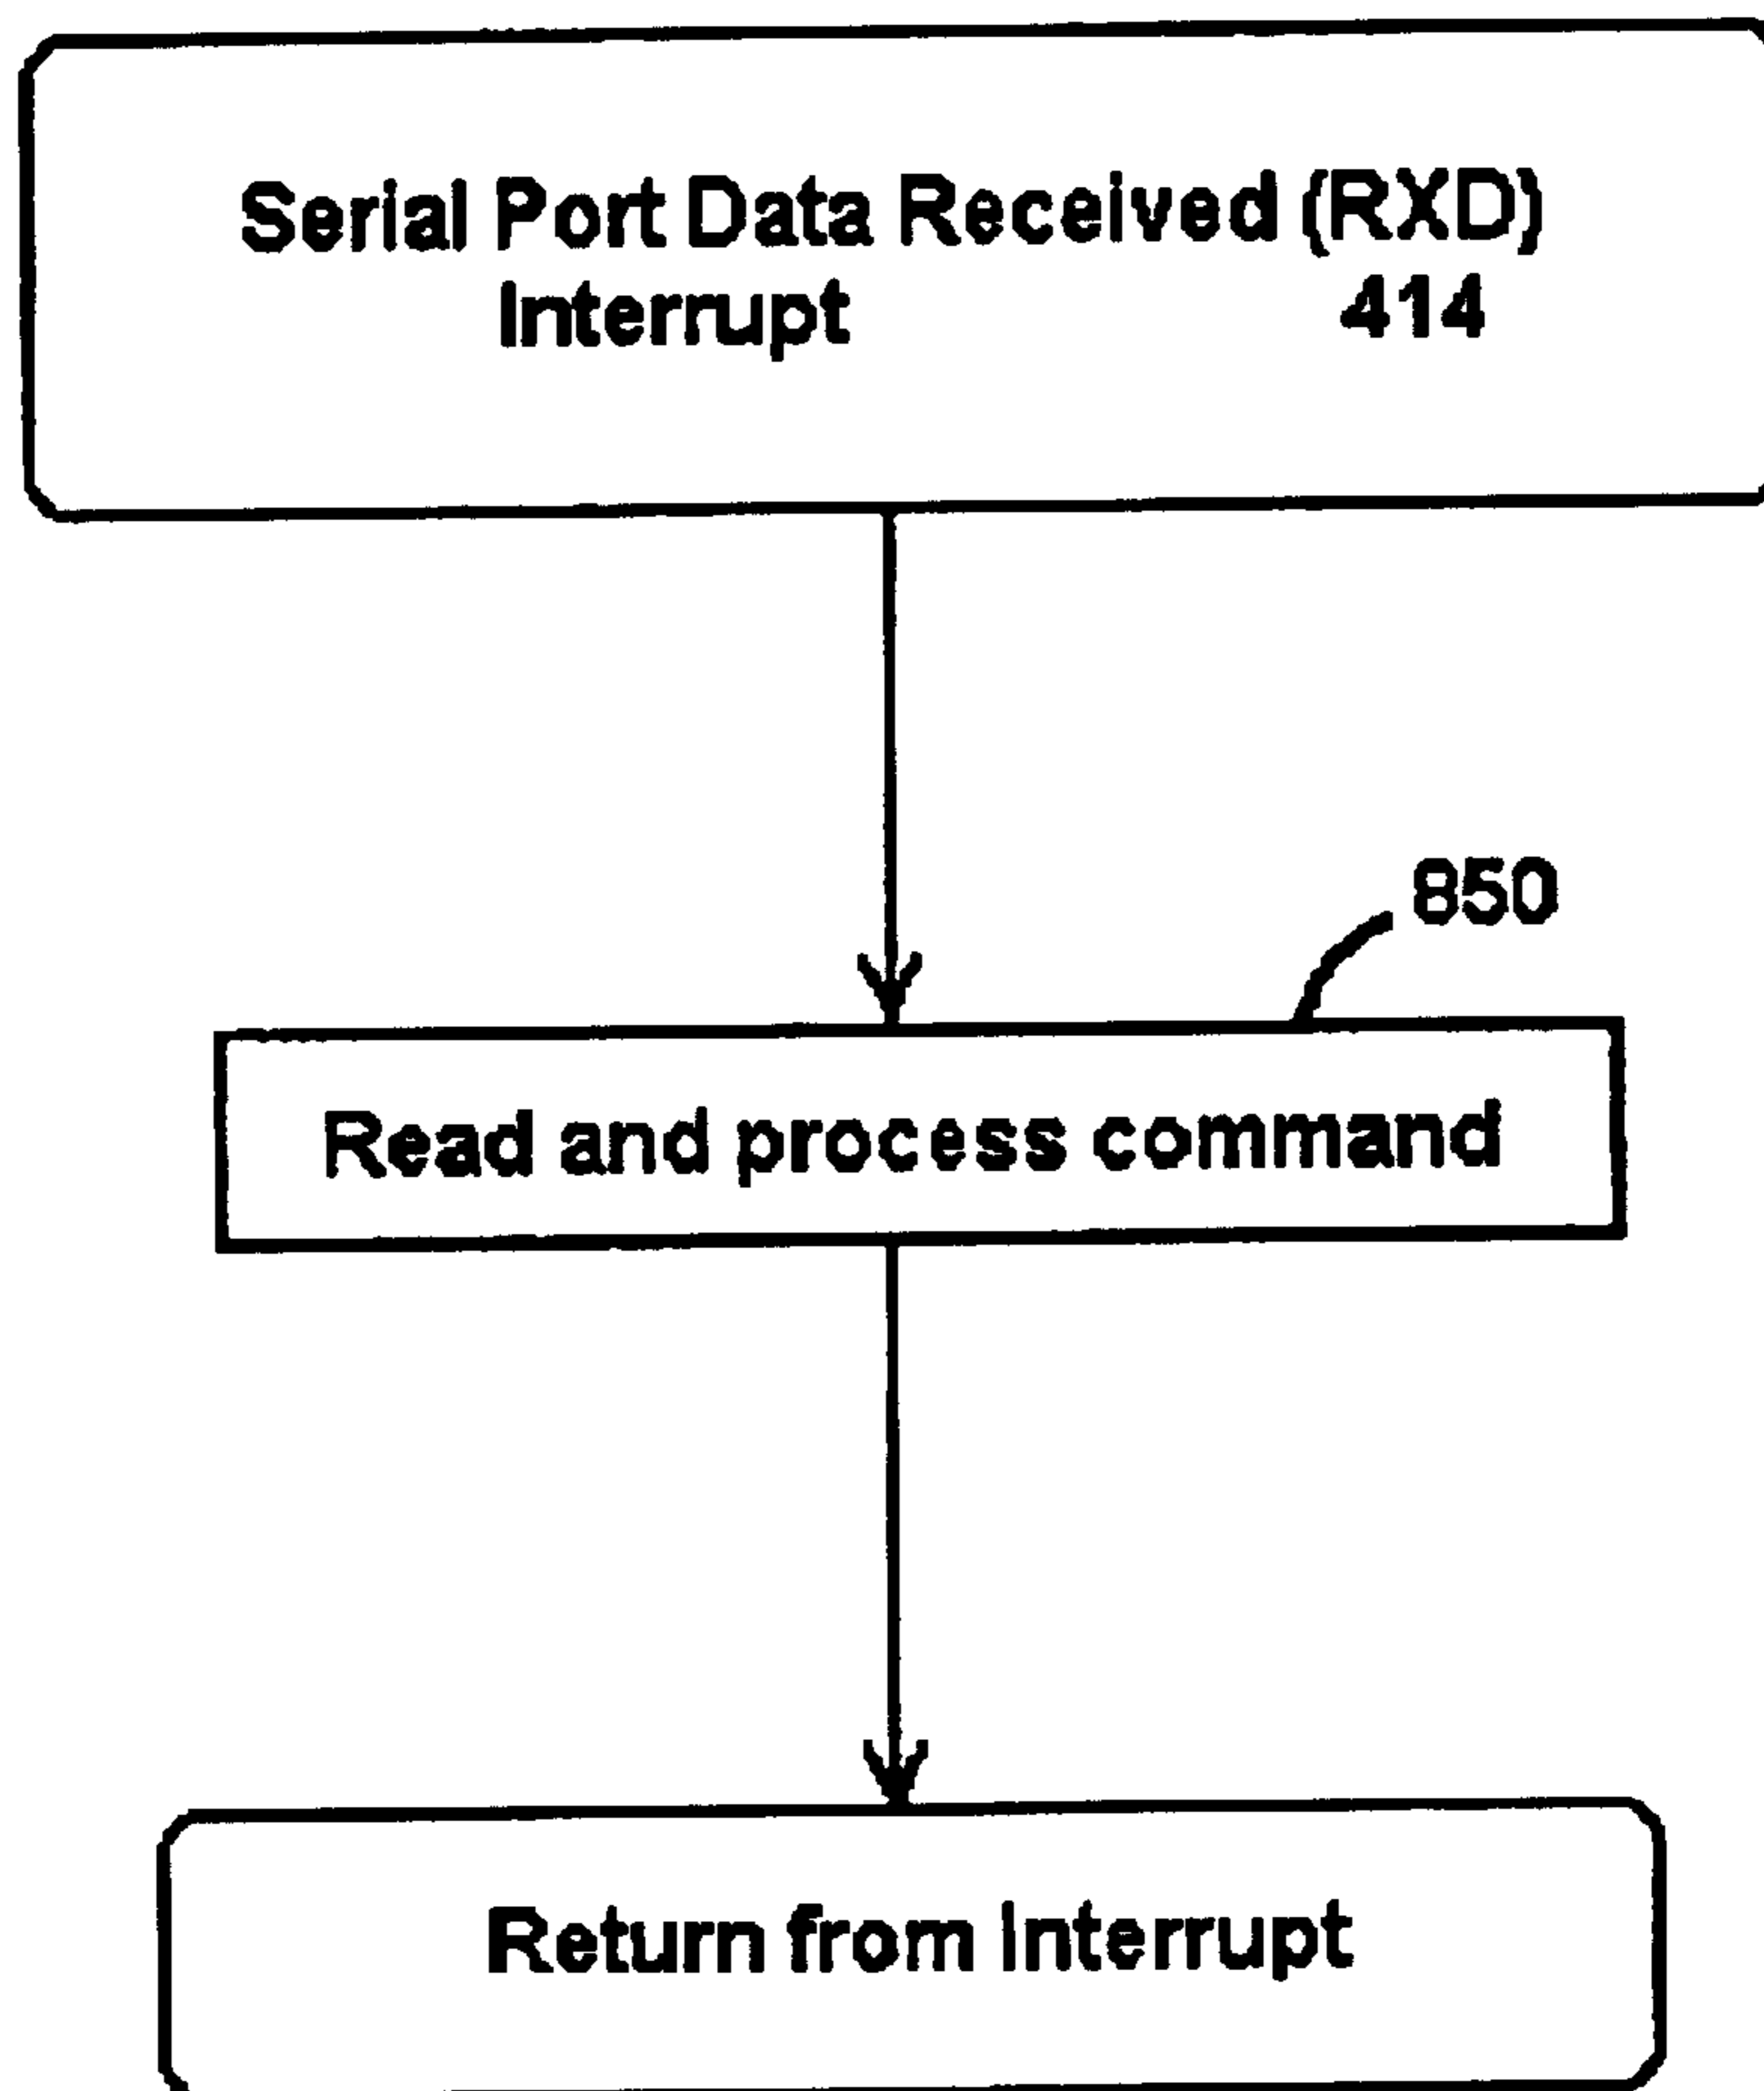 Serial Port Data Received (RXD)
Interrupt 414
850
Read and process command
Return from Interrupt